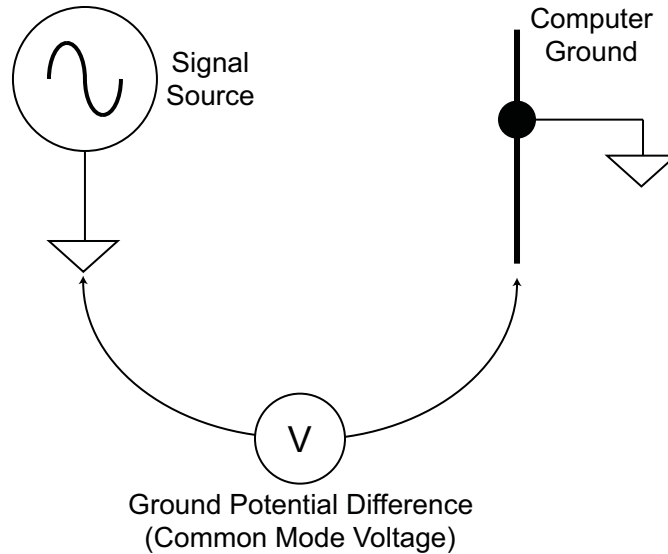 Signal
Source
Computer
Ground
V
Ground Potential Difference
(Common Mode Voltage)